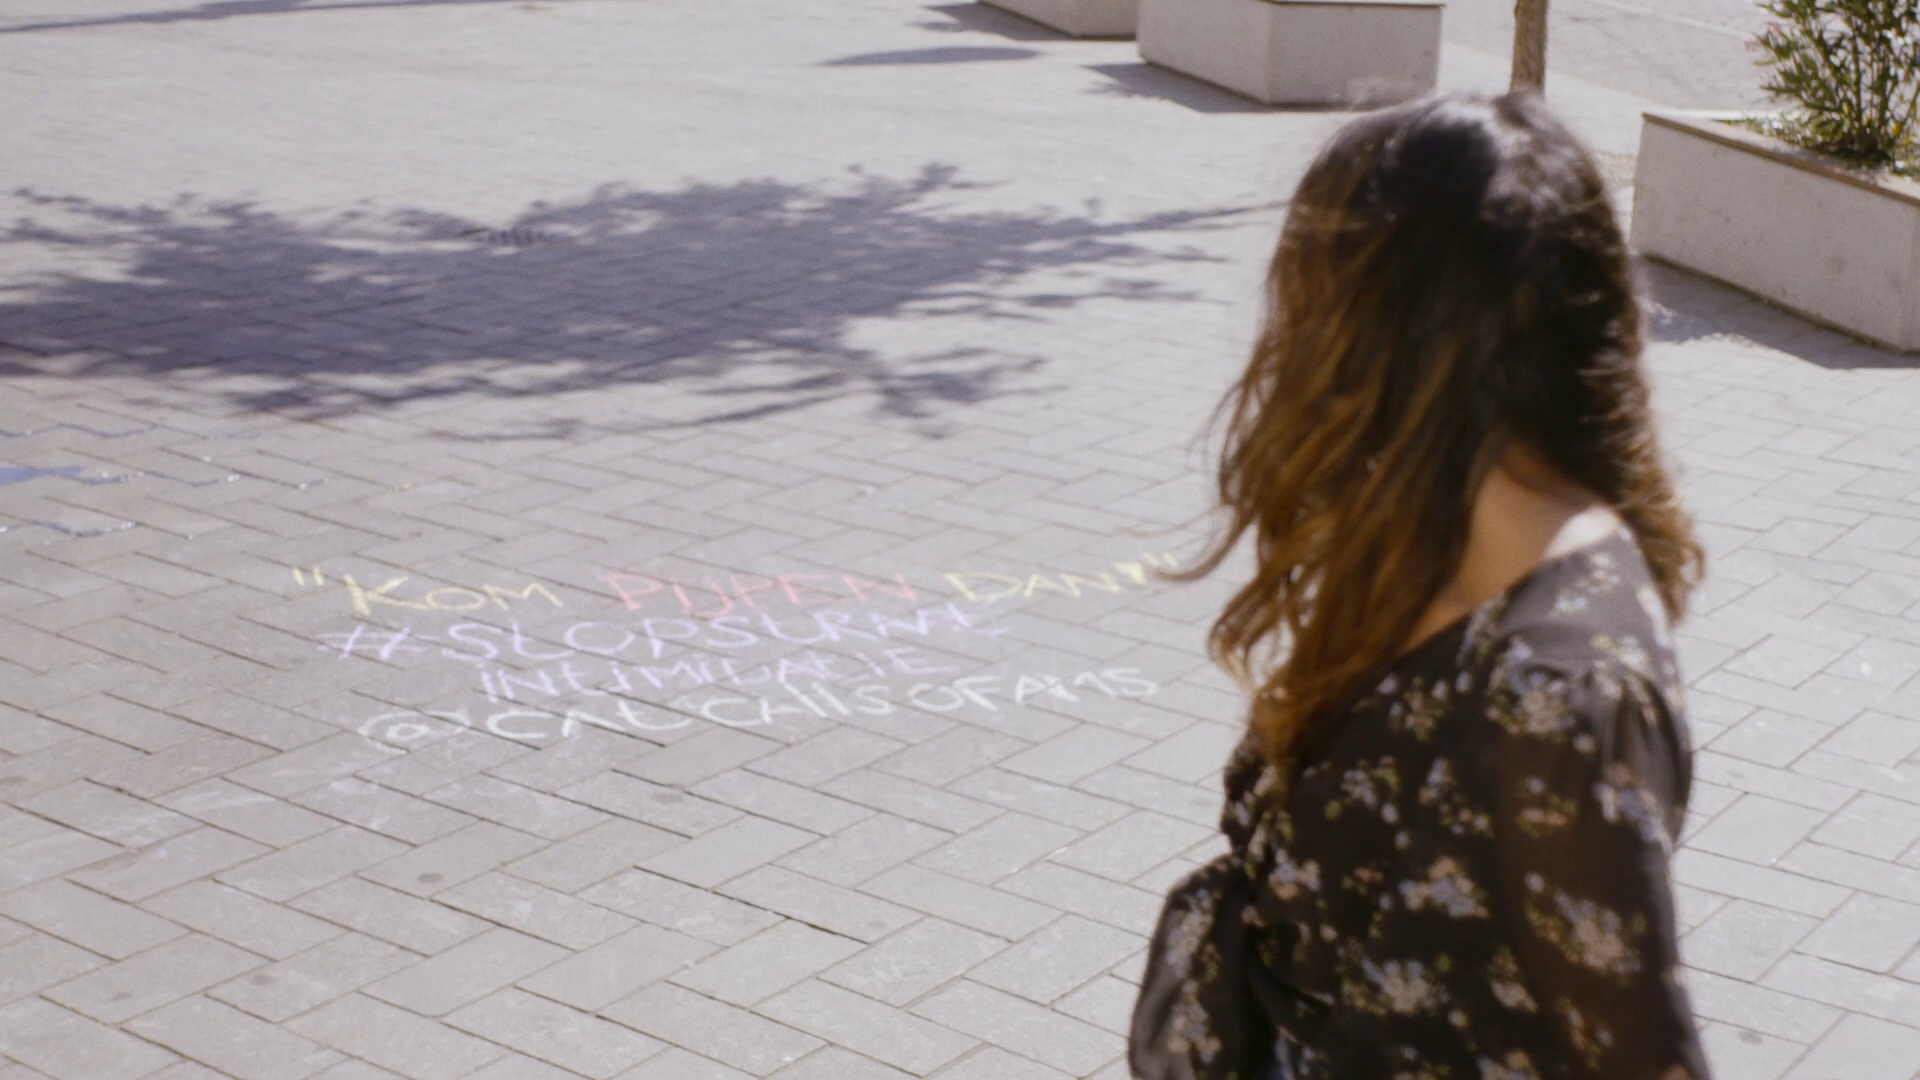 "KOM PIJPEN DAN?"
#STOPSTRAAT
INTIMIDATIE
@CATCAllSOFAMS